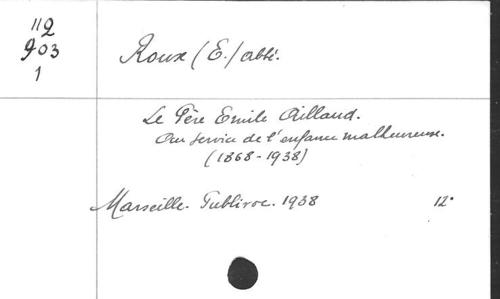 112
903
1
Roux (E.) abbé.
Le Père Emile Aillaud.
Au service de l'enfance malheureuse.
(1868-1938)
Marseille. Publiroc. 1938 12°